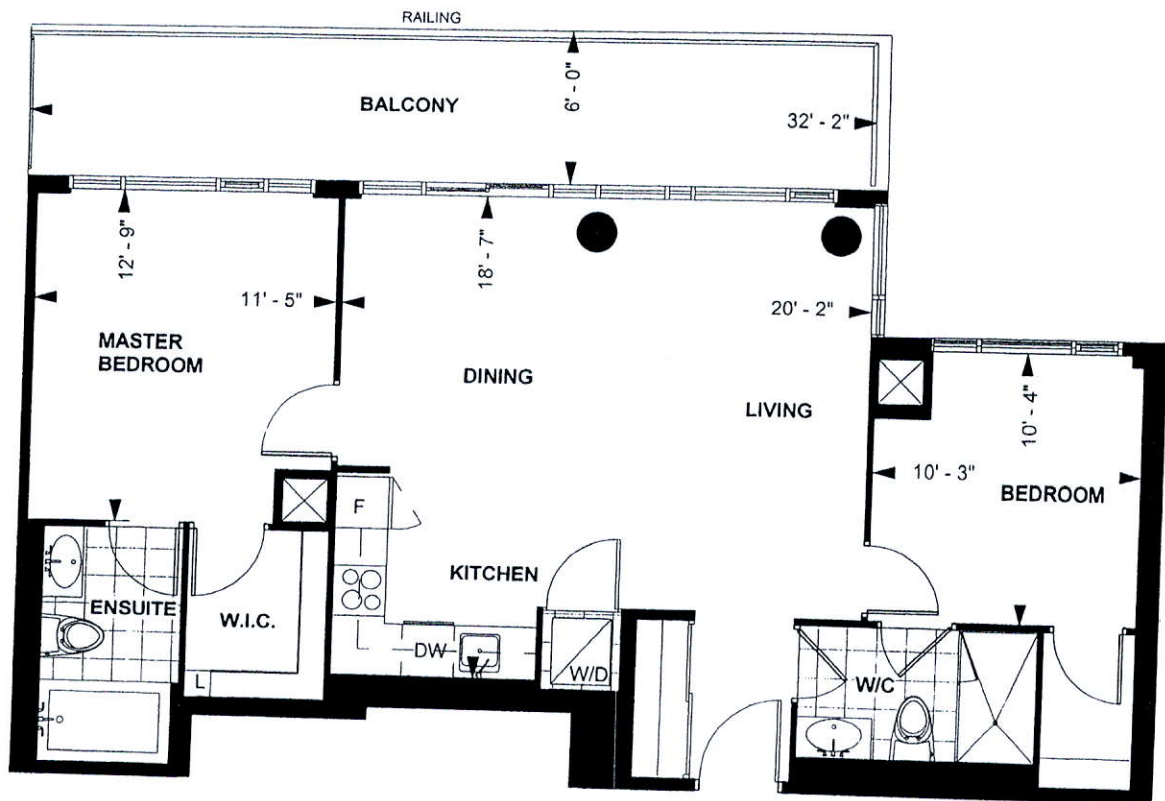 RAILING
BALCONY
6' - 0"
32' - 2"
12' - 9"
18' - 7"
11' - 5"
20' - 2"
MASTER
BEDROOM
DINING
LIVING
10' - 4"
10' - 3"
BEDROOM
F
KITCHEN
ENSUITE
W.I.C.
DW
W/D
W/C
L